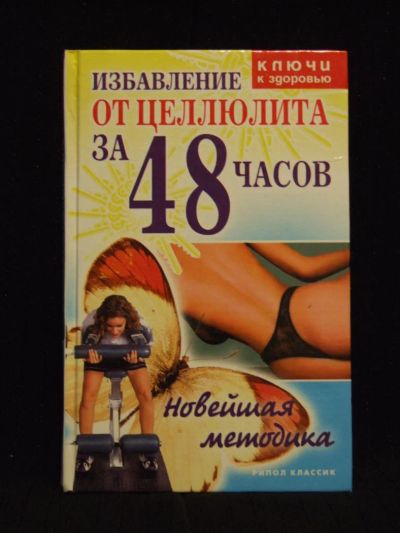 КЛЮЧИ
к здоровью
ИЗБАВЛЕНИЕ
ОТ ЦЕЛЛЮЛИТА
ЗА 48 ЧАСОВ
Новейшая
методика
РИПОЛ КЛАССИК